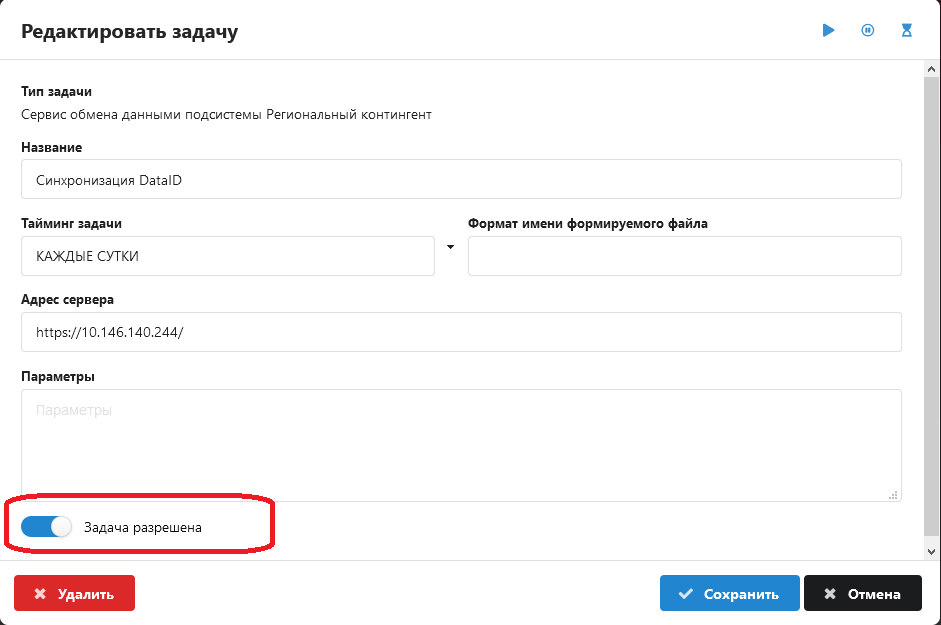 Редактировать задачу
Тип задачи
Сервис обмена данными подсистемы Региональный контингент
Название
Синхронизация DataID
Тайминг задачи
Формат имени формируемого файла
КАЖДЫЕ СУТКИ
Адрес сервера
https://10.146.140.244/
Параметры
Параметры
Задача разрешена
Удалить
Сохранить
Отмена